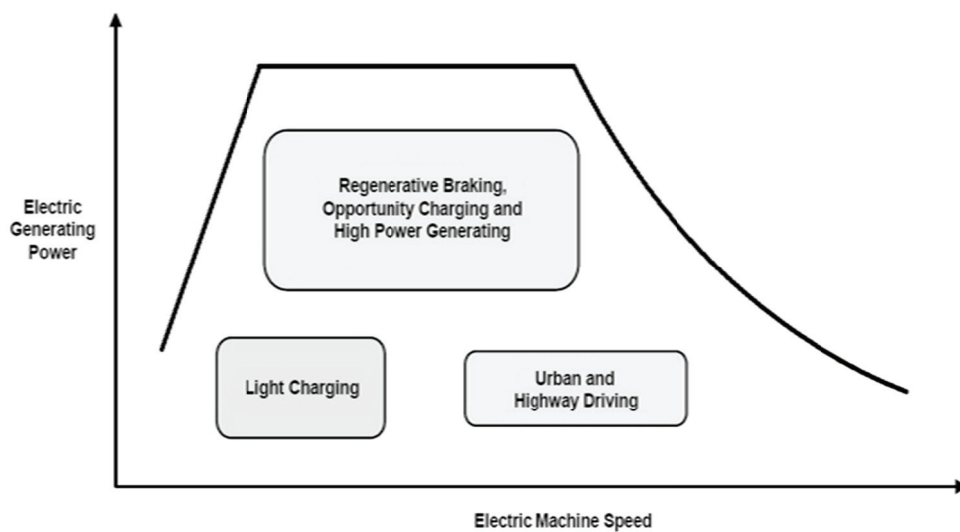 Electric
Generating
Power
Regenerative Braking,
Opportunity Charging and
High Power Generating
Light Charging
Urban and
Highway Driving
Electric Machine Speed